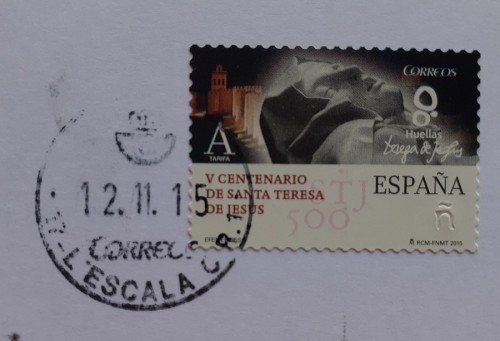 CORREOS
A
TARIFA
Huellas
Teresa de Jesús
V CENTENARIO
DE SANTA TERESA
DE JESÚS
STJ
500
ESPAÑA
ñ
RCM-FNMT 2015
12.11.15
CORREOS
L'ESCALA